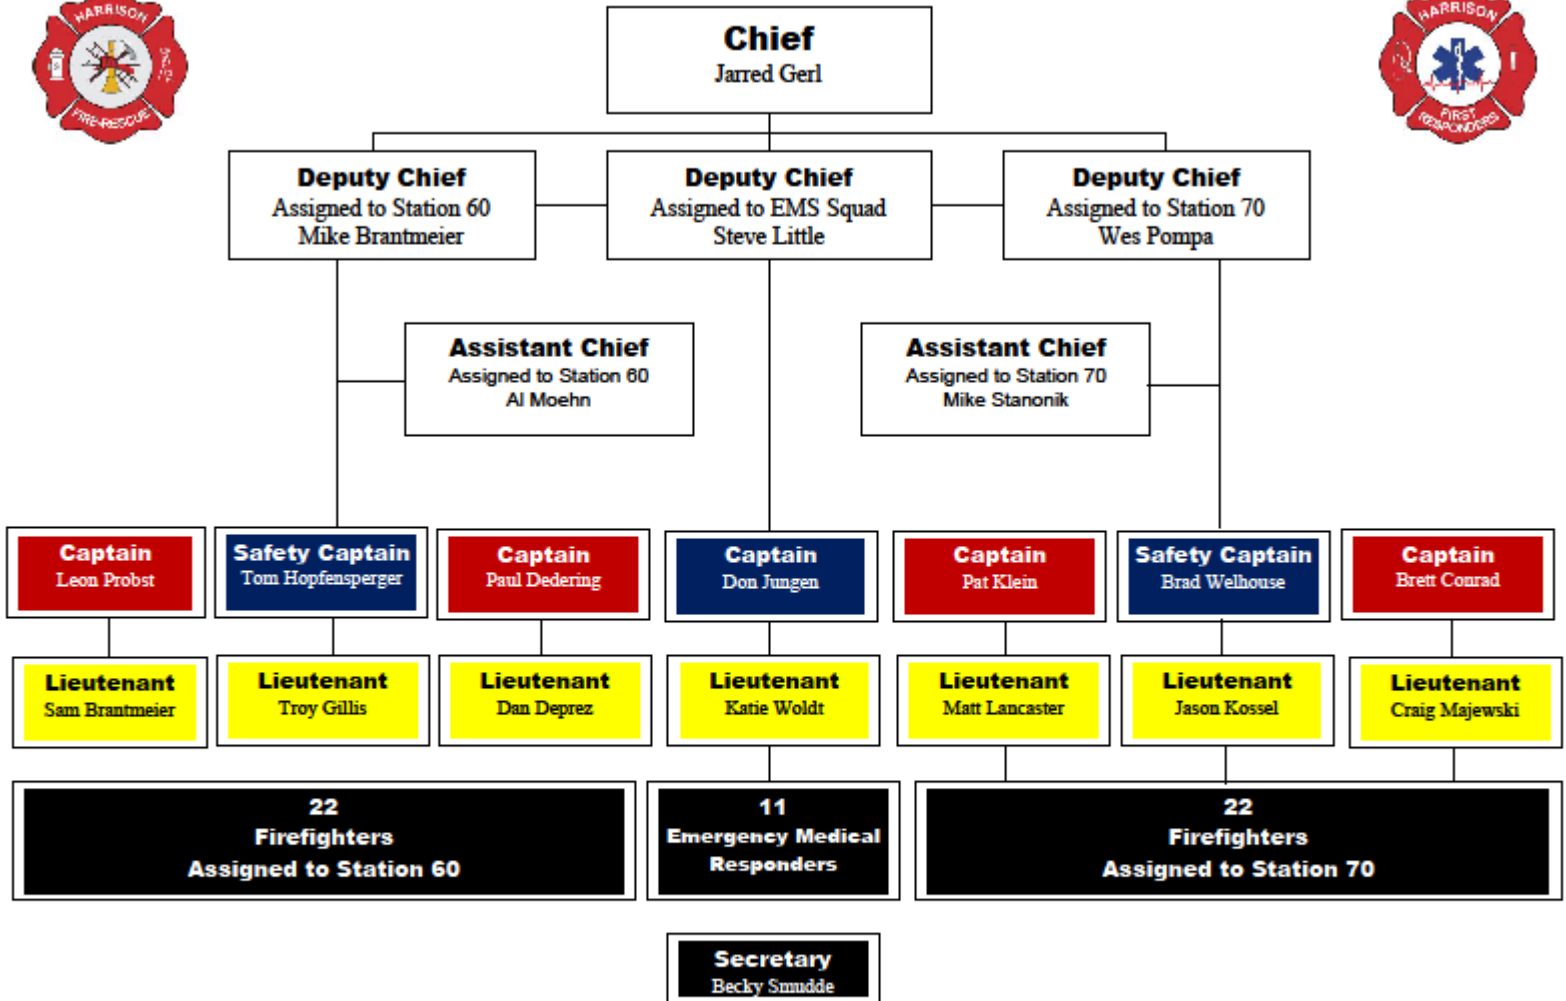 HARRISON
FIRE-RESCUE
HARRISON
FIRST
RESPONDERS
Chief
Jarred Gerl
Deputy Chief
Assigned to Station 60
Mike Brantmeier
Deputy Chief
Assigned to EMS Squad
Steve Little
Deputy Chief
Assigned to Station 70
Wes Pompa
Assistant Chief
Assigned to Station 60
Al Moehn
Assistant Chief
Assigned to Station 70
Mike Stanonik
Captain
Leon Probst
Safety Captain
Tom Hopfensperger
Captain
Paul Dedering
Captain
Don Jungen
Captain
Pat Klein
Safety Captain
Brad Welhouse
Captain
Brett Conrad
Lieutenant
Sam Brantmeier
Lieutenant
Troy Gillis
Lieutenant
Dan Deprez
Lieutenant
Katie Woldt
Lieutenant
Matt Lancaster
Lieutenant
Jason Kossel
Lieutenant
Craig Majewski
22
Firefighters
Assigned to Station 60
11
Emergency Medical
Responders
22
Firefighters
Assigned to Station 70
Secretary
Becky Smudde